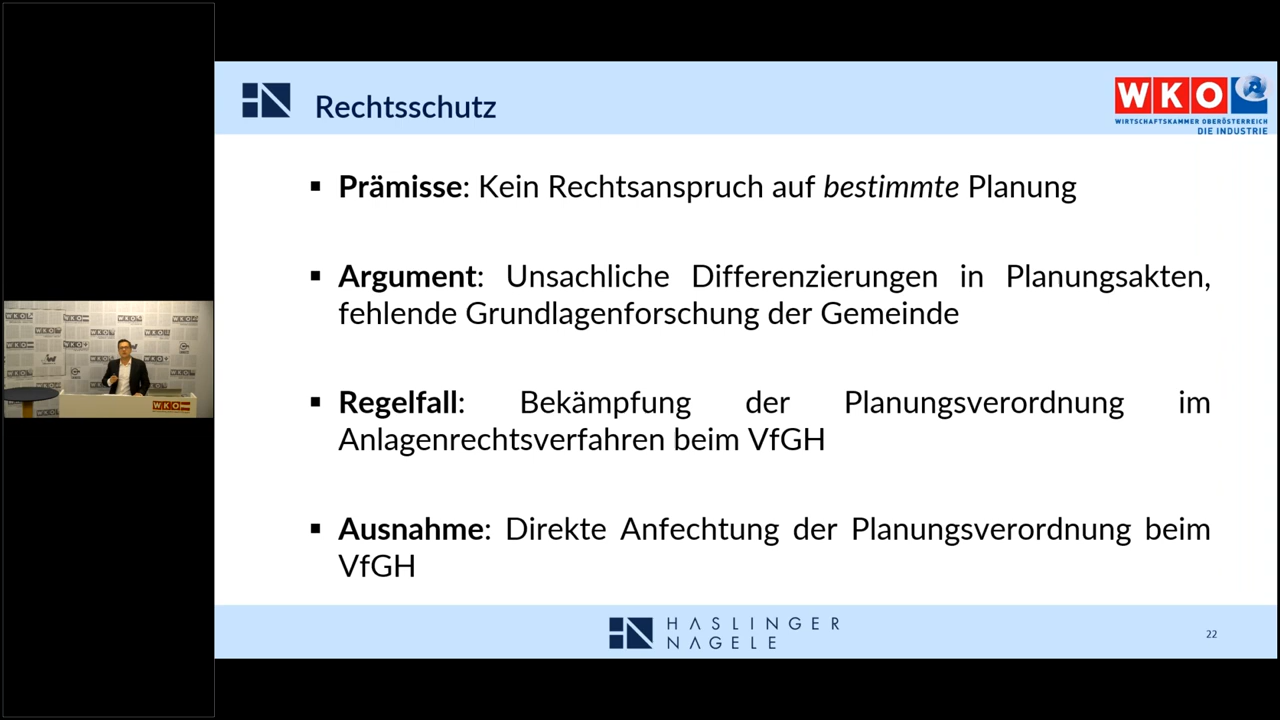 Rechtsschutz
WKO
WIRTSCHAFTSKAMMER OBERÖSTERREICH
DIE INDUSTRIE
▪ Prämisse: Kein Rechtsanspruch auf bestimmte Planung
▪ Argument: Unsachliche Differenzierungen in Planungsakten,
fehlende Grundlagenforschung der Gemeinde
▪ Regelfall: Bekämpfung der Planungsverordnung im
Anlagenrechtsverfahren beim VfGH
▪ Ausnahme: Direkte Anfechtung der Planungsverordnung beim
VfGH
WKO
HASLINGER
NAGELE
22